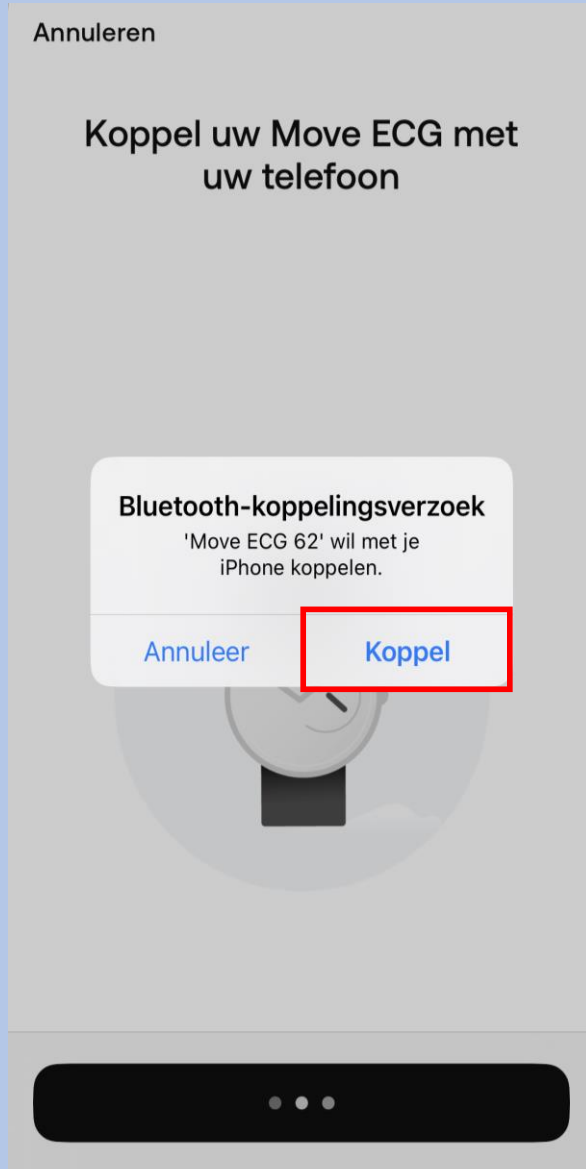 Annuleren
Koppel uw Move ECG met
uw telefoon
Bluetooth-koppelingsverzoek
'Move ECG 62' wil met je
iPhone koppelen.
Annuleer
Koppel